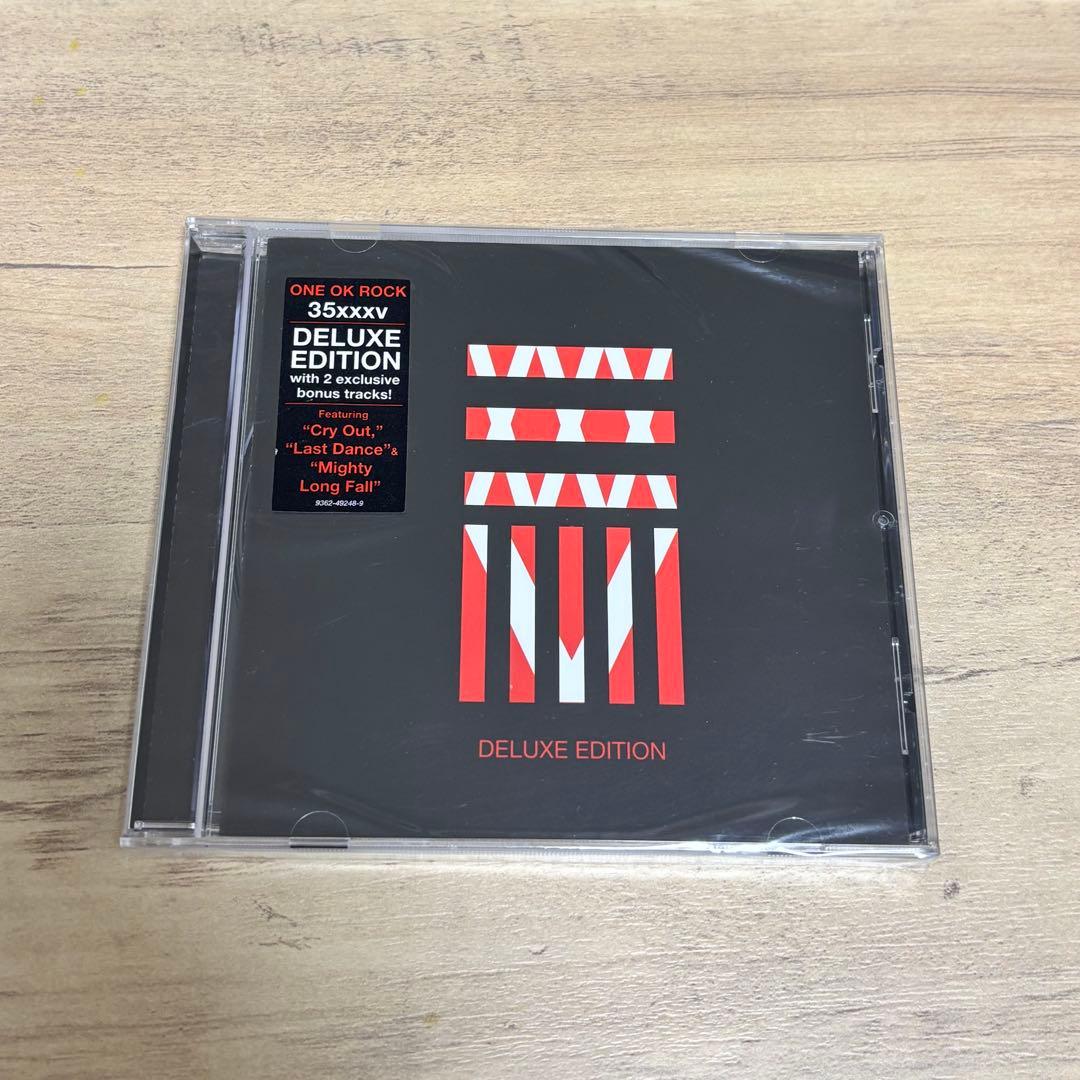 ONE OK ROCK
35xxxv
DELUXE
EDITION
with 2 exclusive
bonus tracks!
Featuring
“Cry Out,”
“Last Dance”&
“Mighty
Long Fall”
9362-49248-9
DELUXE EDITION